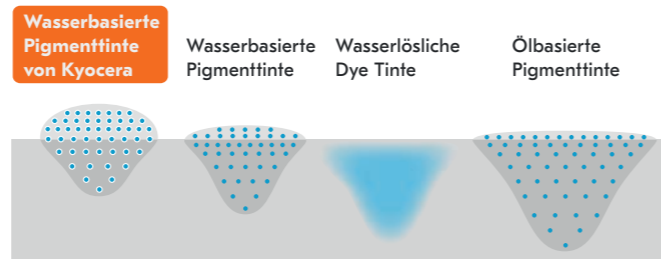 Wasserbasierte
Pigmenttinte
von Kyocera
Wasserbasierte
Pigmenttinte
Wasserlösliche
Dye Tinte
Ölbasierte
Pigmenttinte